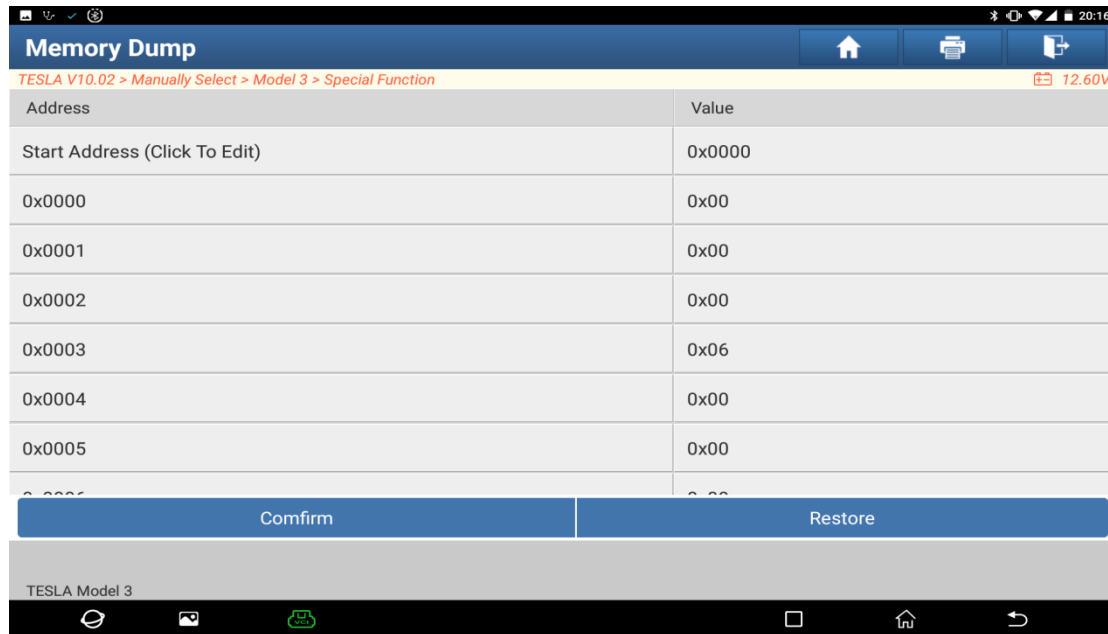 20:16
Memory Dump
TESLA V10.02 > Manually Select > Model 3 > Special Function
12.60V
Address Value
Start Address (Click To Edit) 0x0000
0x0000 0x00
0x0001 0x00
0x0002 0x00
0x0003 0x06
0x0004 0x00
0x0005 0x00
Comfirm Restore
TESLA Model 3
VCI